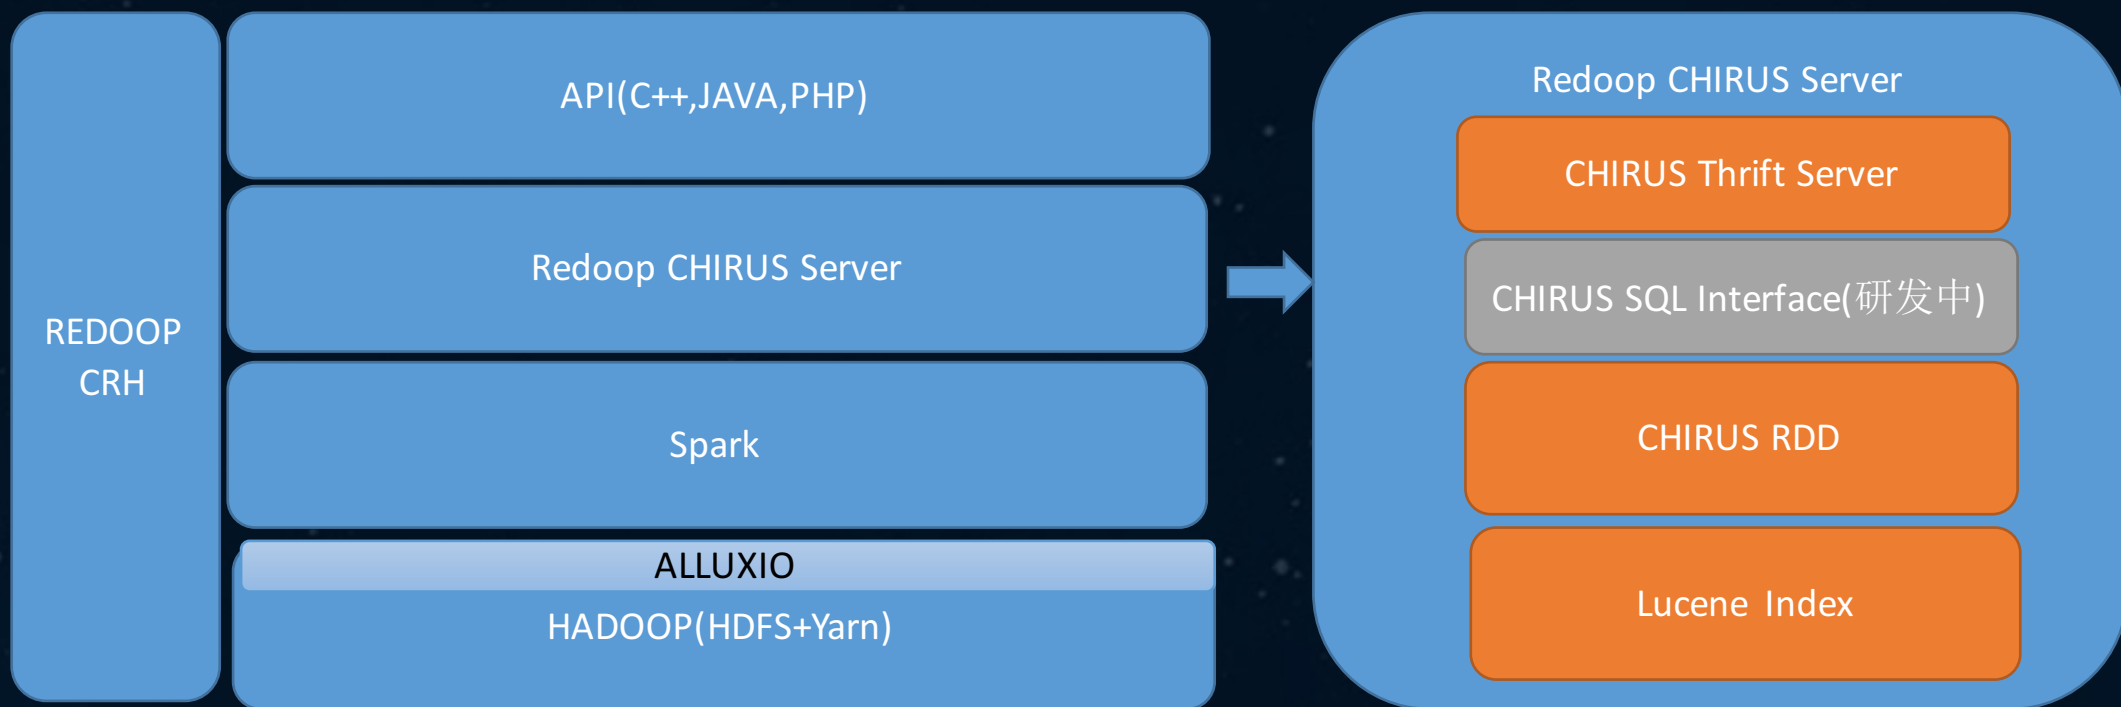 REDOOP
CRH
API(C++,JAVA,PHP)
Redoop CHIRUS Server
Spark
ALLUXIO
HADOOP(HDFS+Yarn)
Redoop CHIRUS Server
CHIRUS Thrift Server
CHIRUS SQL Interface(研发中)
CHIRUS RDD
Lucene Index